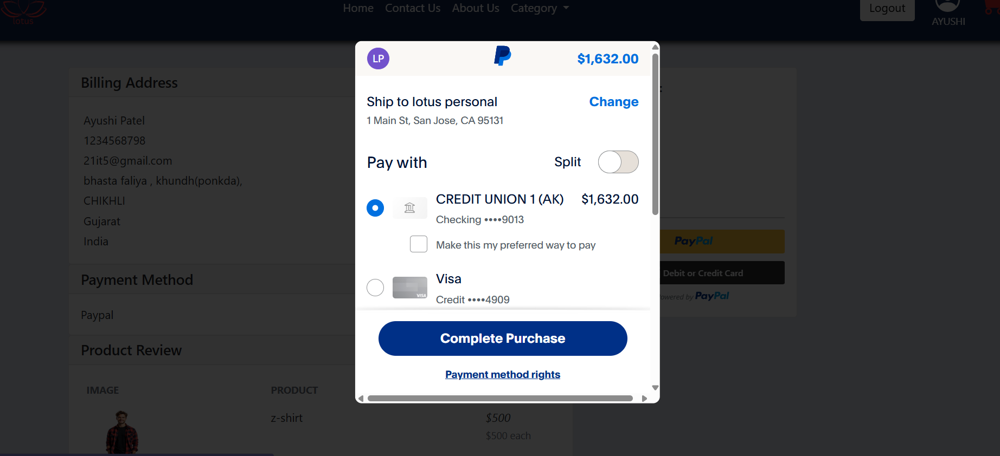 lotus
Home Contact Us About Us Category
Logout
AYUSHI
LP
$1,632.00
Ship to lotus personal
Change
1 Main St, San Jose, CA 95131
Pay with
Split
CREDIT UNION 1 (AK)
$1,632.00
Checking ••••9013
Make this my preferred way to pay
Visa
VISA
Credit ••••4909
Complete Purchase
Payment method rights
Billing Address
Ayushi Patel
1234568798
21it5@gmail.com
bhasta faliya , khundh(ponkda),
CHIKHLI
Gujarat
India
Payment Method
Paypal
Product Review
IMAGE
PRODUCT
z-shirt
$500
$500 each
PayPal
Debit or Credit Card
PayPal